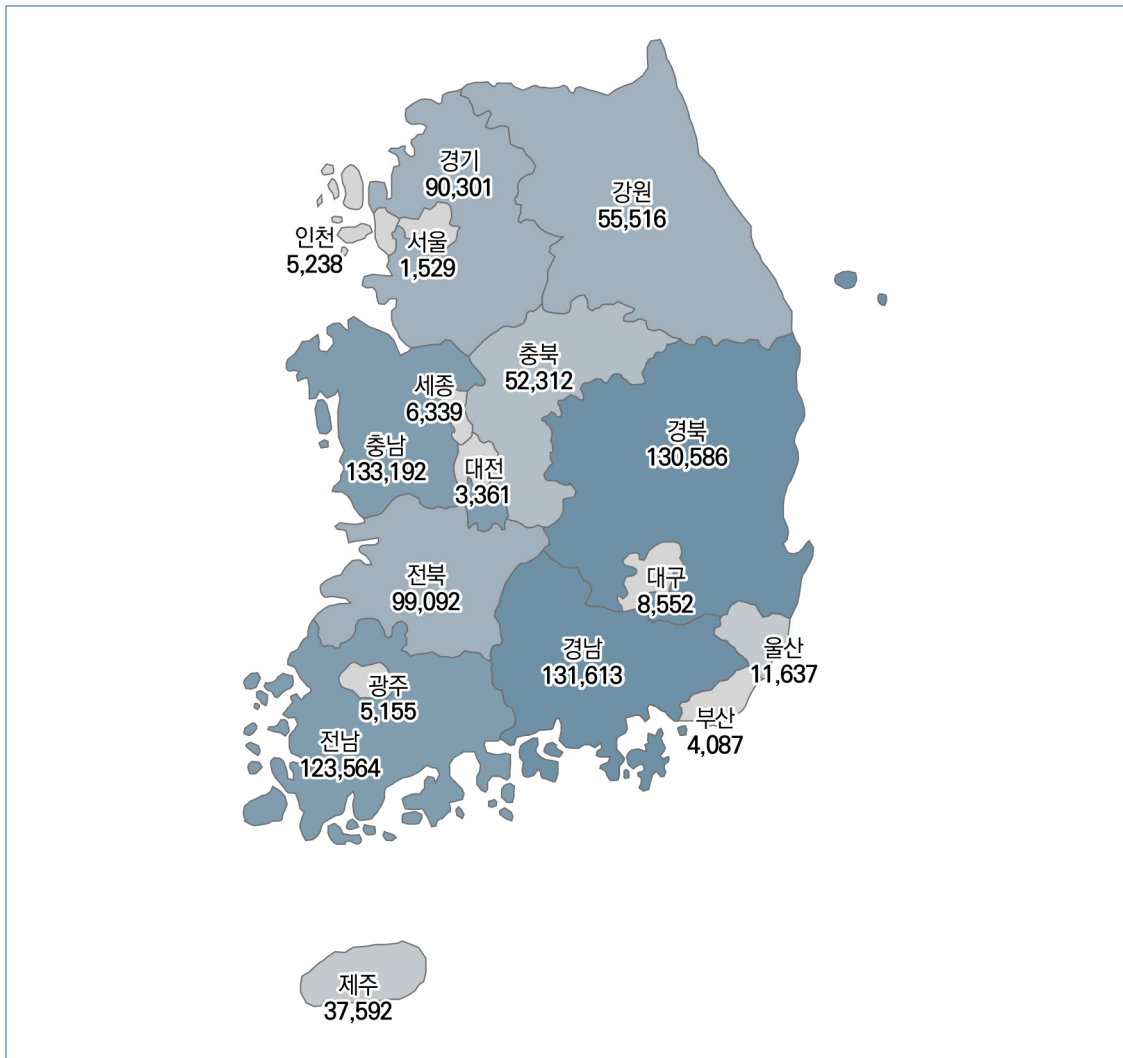 경기
90,301
강원
55,516
인천
5,238
서울
1,529
충북
52,312
세종
6,339
충남
133,192
대전
3,361
경북
130,586
전북
99,092
대구
8,552
경남
131,613
울산
11,637
광주
5,155
부산
4,087
전남
123,564
제주
37,592